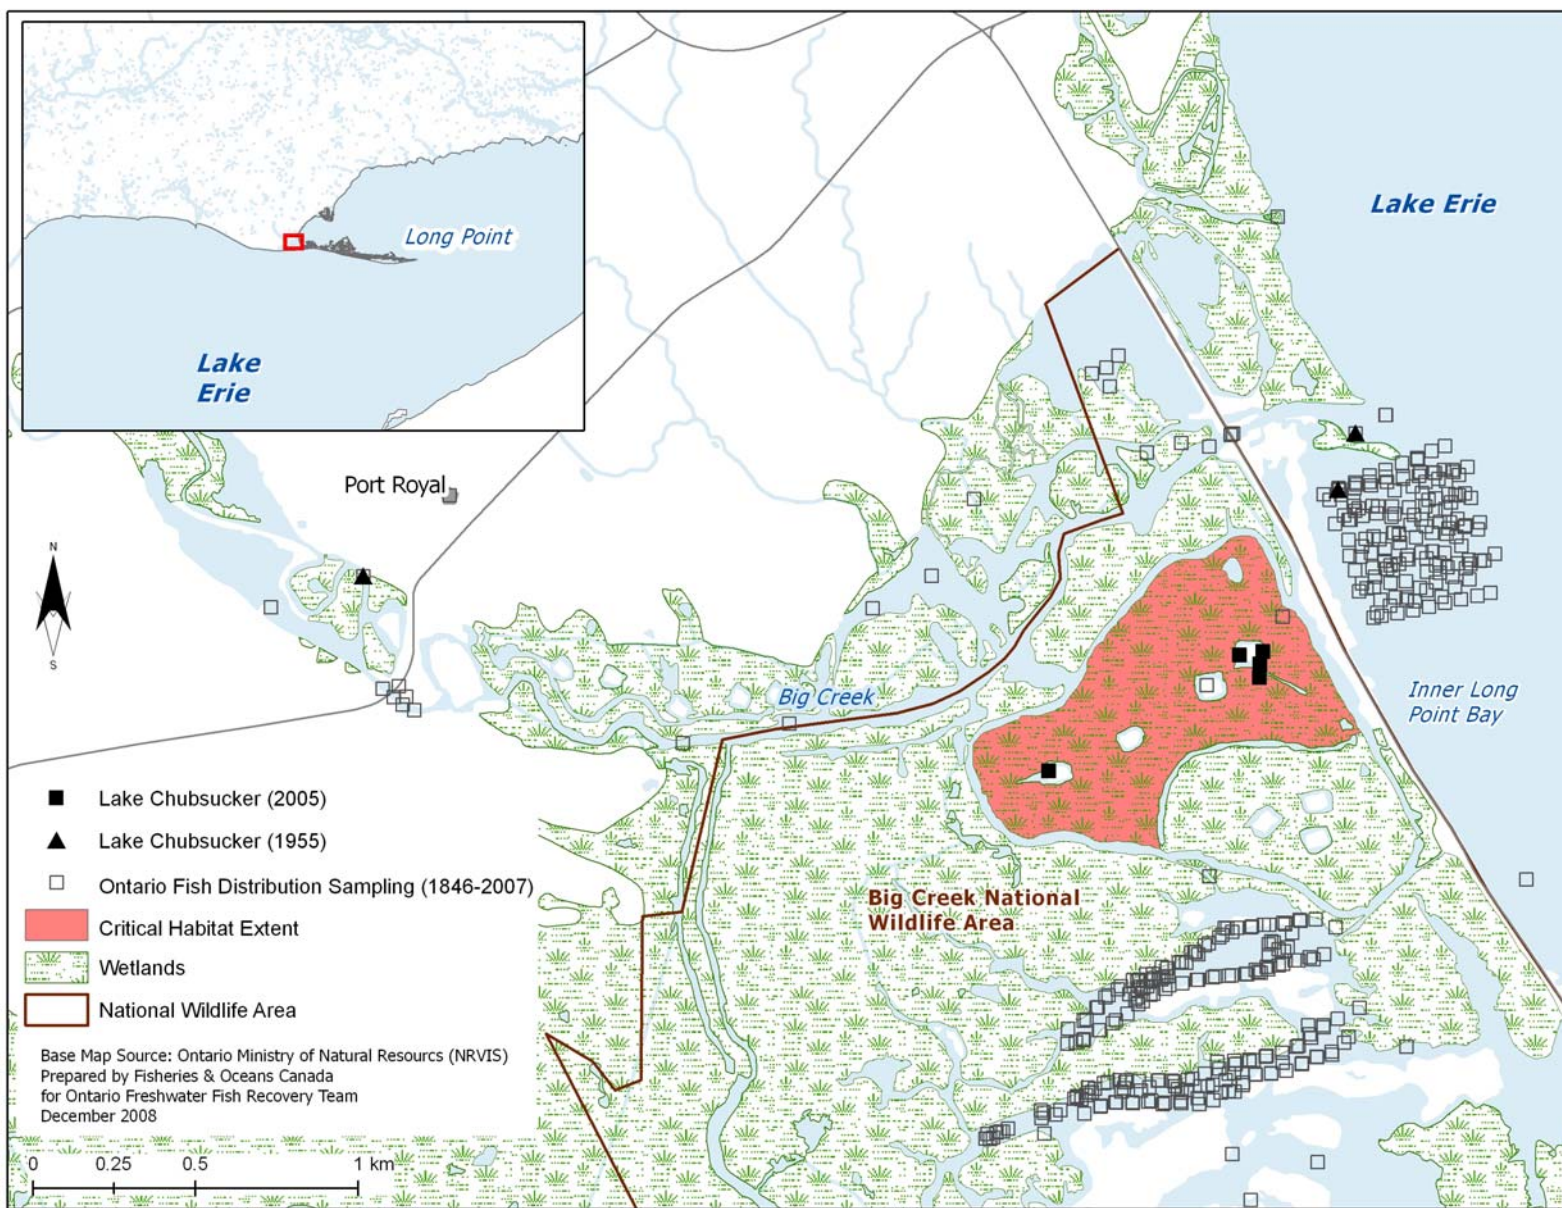 Long Point
Lake
Erie
Lake Erie
Port Royal
N
S
Big Creek
Inner Long
Point Bay
Big Creek National
Wildlife Area
Lake Chubsucker (2005)
Lake Chubsucker (1955)
Ontario Fish Distribution Sampling (1846-2007)
Critical Habitat Extent
Wetlands
National Wildlife Area
Base Map Source: Ontario Ministry of Natural Resourcs (NRVIS)
Prepared by Fisheries & Oceans Canada
for Ontario Freshwater Fish Recovery Team
December 2008
0 0.25 0.5 1 km